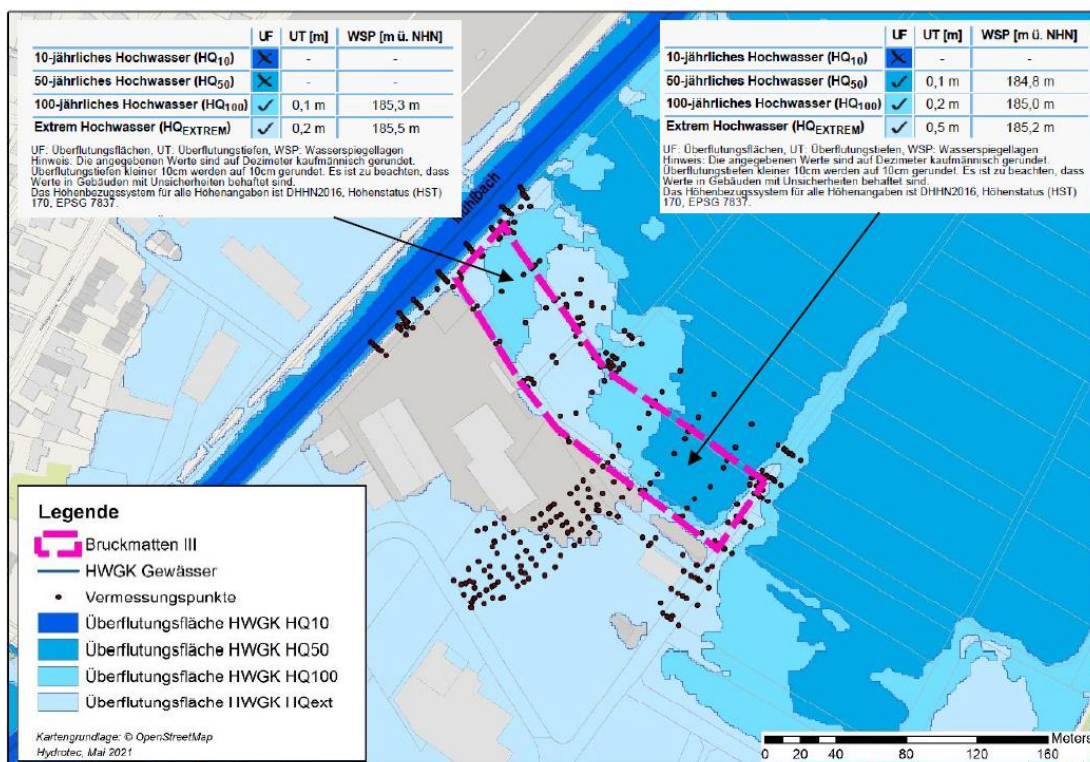 UF UT [m] WSP [m ü. NHN]
10-jährliches Hochwasser (HQ10) - -
50-jährliches Hochwasser (HQ50) - -
100-jährliches Hochwasser (HQ100) 0,1 m 185,3 m
Extrem Hochwasser (HQEXTREM) 0,2 m 185,5 m
UF: Überflutungsflächen, UT: Überflutungstiefen, WSP: Wasserspiegellagen
Hinweis: Die angegebenen Werte sind auf Dezimeter kaufmännisch gerundet.
Überflutungstiefen kleiner 10cm werden auf 10cm gerundet. Es ist zu beachten, dass
Werte in Gebäuden mit Unsicherheiten behaftet sind.
Das Höhenbezugssystem für alle Höhenangaben ist DHHN2016, Höhenstatus (HST)
170, EPSG 7837.
UF UT [m] WSP [m ü. NHN]
10-jährliches Hochwasser (HQ10) - -
50-jährliches Hochwasser (HQ50) 0,1 m 184,8 m
100-jährliches Hochwasser (HQ100) 0,2 m 185,0 m
Extrem Hochwasser (HQEXTREM) 0,5 m 185,2 m
UF: Überflutungsflächen, UT: Überflutungstiefen, WSP: Wasserspiegellagen
Hinweis: Die angegebenen Werte sind auf Dezimeter kaufmännisch gerundet.
Überflutungstiefen kleiner 10cm werden auf 10cm gerundet. Es ist zu beachten, dass
Werte in Gebäuden mit Unsicherheiten behaftet sind.
Das Höhenbezugssystem für alle Höhenangaben ist DHHN2016, Höhenstatus (HST)
170, EPSG 7837.
Mühlbach
Legende
Bruckmatten III
HWGK Gewässer
Vermessungspunkte
Überflutungsfläche HWGK HQ10
Überflutungsfläche HWGK HQ50
Überflutungsfläche HWGK HQ100
Überflutungsfläche HWGK HQext
Kartengrundlage: © OpenStreetMap
Hydrotec, Mai 2021
Meters
0 20 40 80 120 160